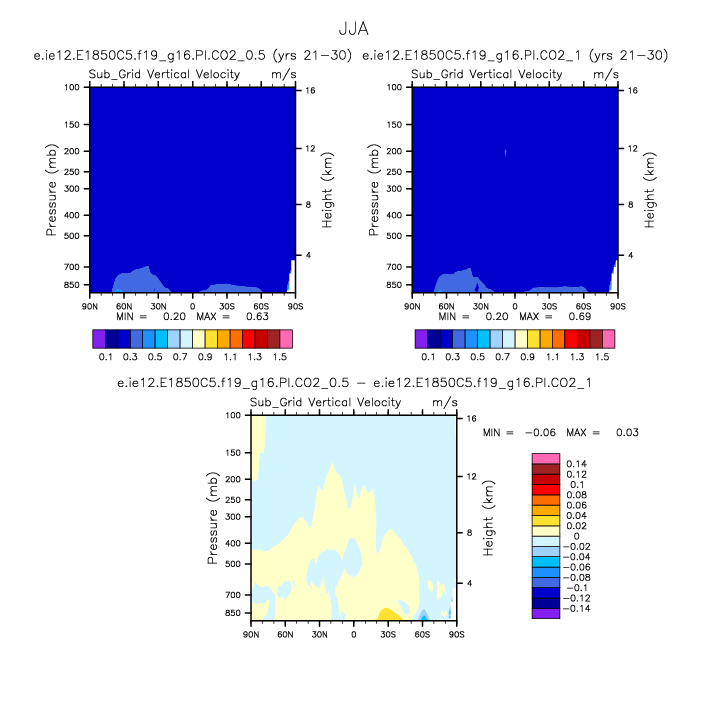 JJA
e.ie12.E1850C5.f19_g16.PI.CO2_0.5 (yrs 21-30) e.ie12.E1850C5.f19_g16.PI.CO2_1 (yrs 21-30)
Sub_Grid Vertical Velocity m/s
100 150 200 250 300 400 500 700 850
Pressure (mb)
16 12 8 4
Height (km)
90N 60N 30N 0 30S 60S 90S
MIN = 0.20 MAX = 0.63
0.1 0.3 0.5 0.7 0.9 1.1 1.3 1.5
Sub_Grid Vertical Velocity m/s
100 150 200 250 300 400 500 700 850
Pressure (mb)
16 12 8 4
Height (km)
90N 60N 30N 0 30S 60S 90S
MIN = 0.20 MAX = 0.69
0.1 0.3 0.5 0.7 0.9 1.1 1.3 1.5
e.ie12.E1850C5.f19_g16.PI.CO2_0.5 - e.ie12.E1850C5.f19_g16.PI.CO2_1
Sub_Grid Vertical Velocity m/s
100 150 200 250 300 400 500 700 850
Pressure (mb)
16 12 8 4
Height (km)
90N 60N 30N 0 30S 60S 90S
MIN = -0.06 MAX = 0.03
0.14
0.12
0.1
0.08
0.06
0.04
0.02
0
-0.02
-0.04
-0.06
-0.08
-0.1
-0.12
-0.14